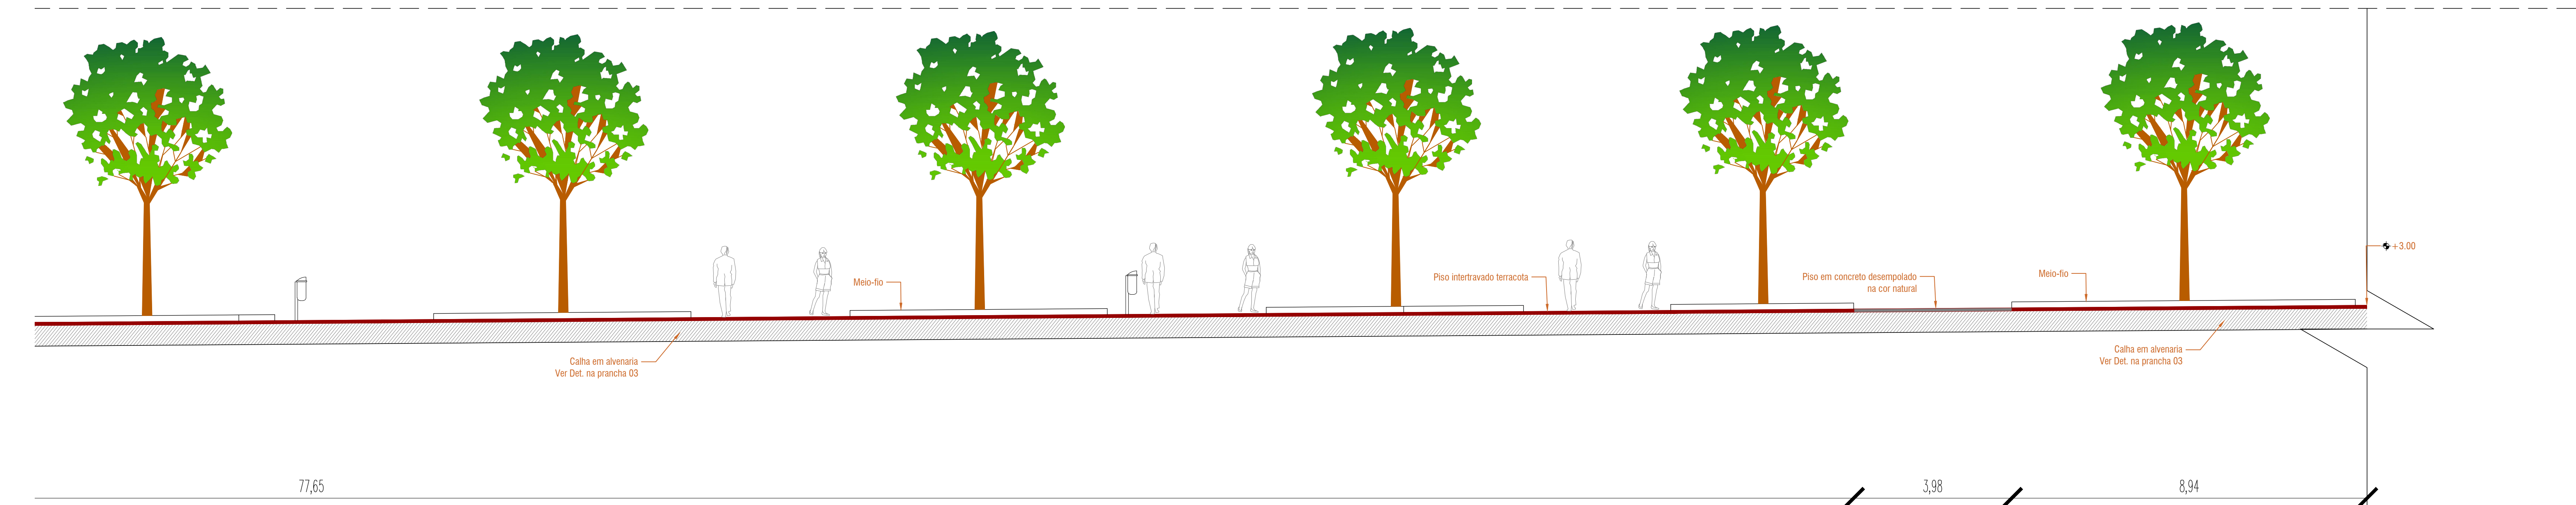 +3.00
Meio-fio
Piso intertravado terracota
Piso em concreto desempolado
na cor natural
Meio-fio
Calha em alvenaria
Ver Det. na prancha 03
Calha em alvenaria
Ver Det. na prancha 03
77,65
3,98
8,94